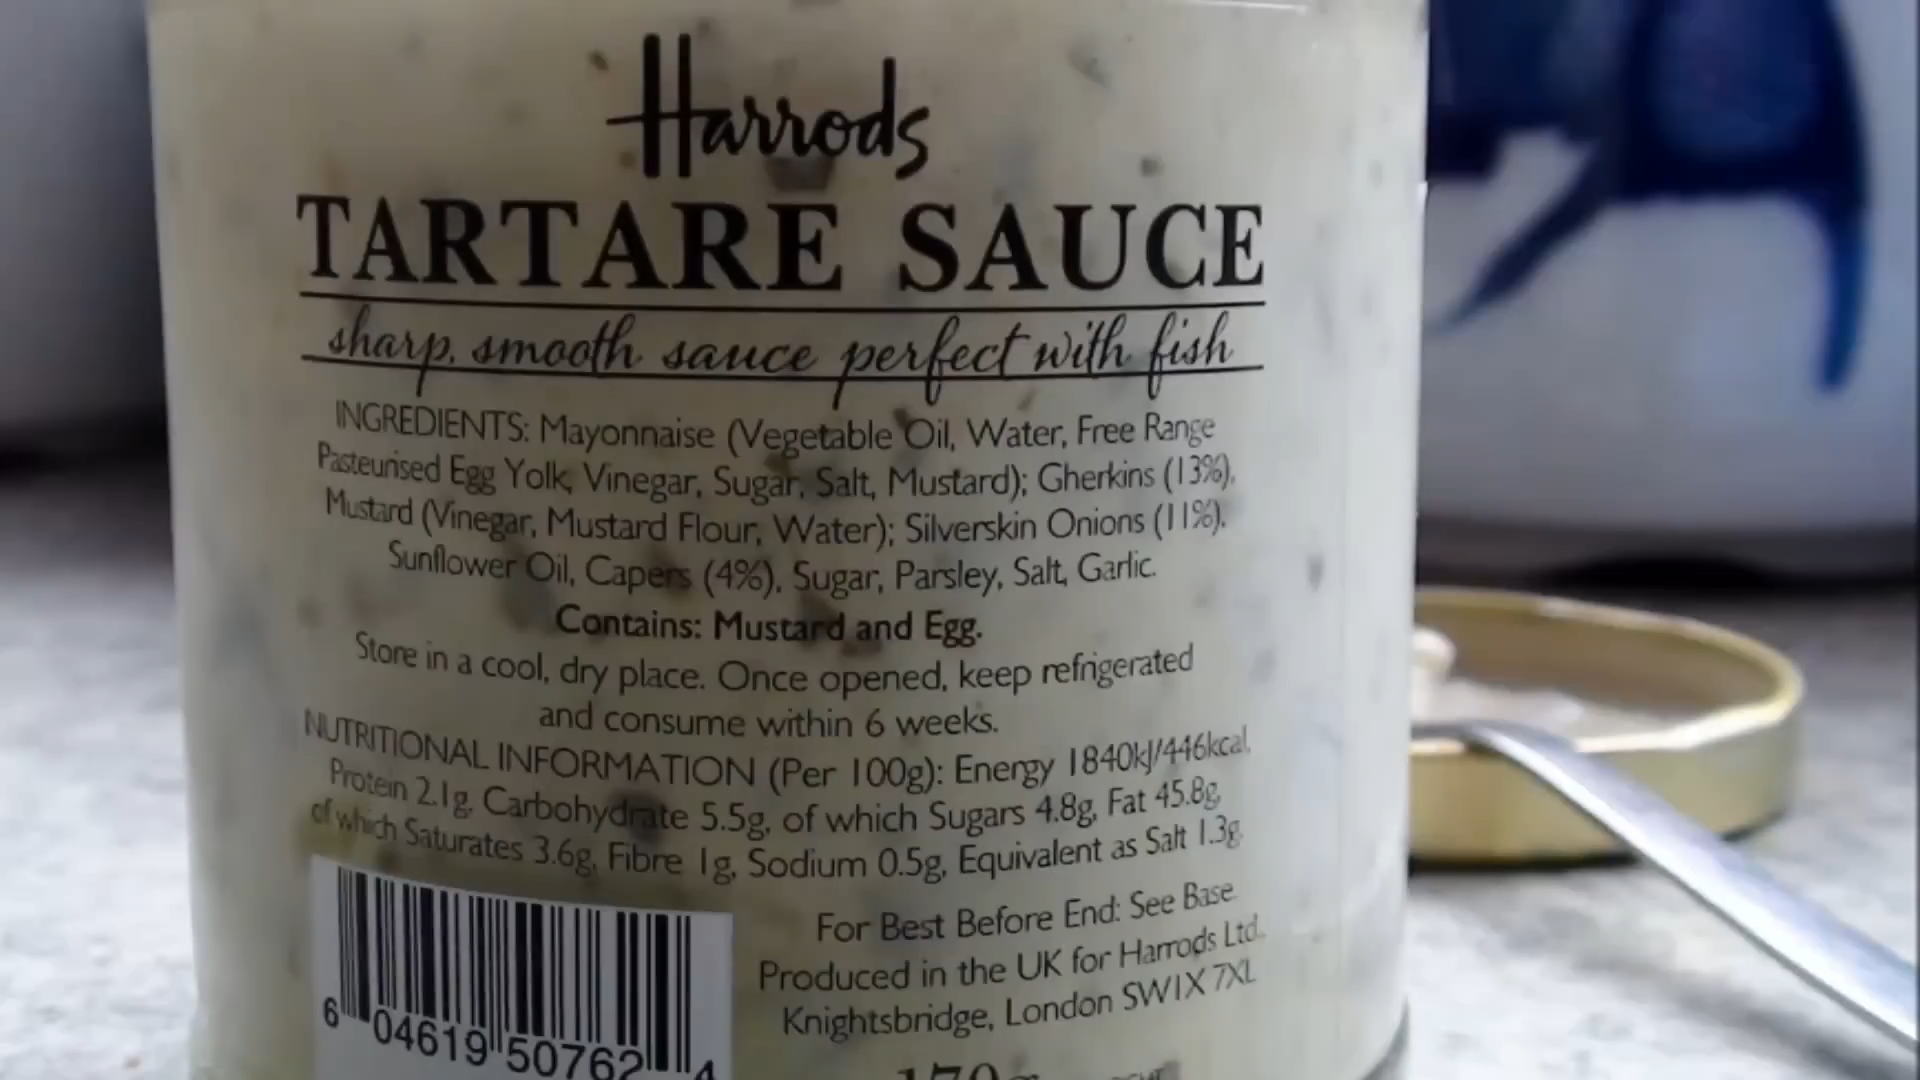 Harrods
TARTARE SAUCE
sharp, smooth sauce perfect with fish
INGREDIENTS: Mayonnaise (Vegetable Oil, Water, Free Range
Pasteurised Egg Yolk, Vinegar, Sugar, Salt, Mustard); Gherkins (13%),
Mustard (Vinegar, Mustard Flour, Water); Silverskin Onions (11%),
Sunflower Oil, Capers (4%), Sugar, Parsley, Salt, Garlic.
Contains: Mustard and Egg.
Store in a cool, dry place. Once opened, keep refrigerated
and consume within 6 weeks.
NUTRITIONAL INFORMATION (Per 100g): Energy 1840kJ/446kcal,
Protein 2.1g, Carbohydrate 5.5g, of which Sugars 4.8g, Fat 45.8g,
of which Saturates 3.6g, Fibre 1g, Sodium 0.5g, Equivalent as Salt 1.3g.
For Best Before End: See Base.
Produced in the UK for Harrods Ltd.
Knightsbridge, London SW1X 7XL
6 04619 50762 4